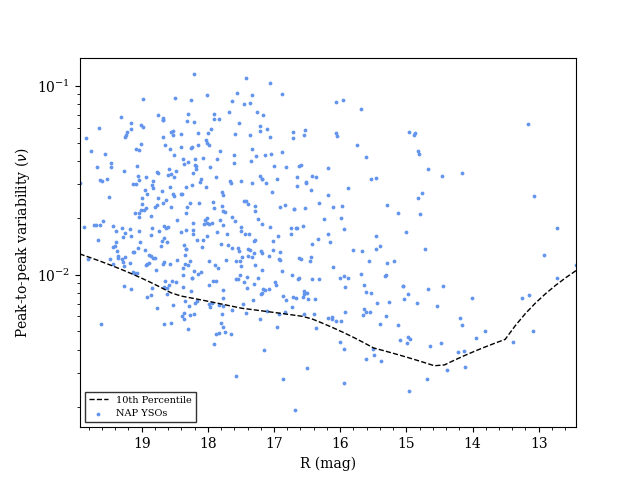 10⁻¹
10⁻²
Peak-to-peak variability (ν)
10th Percentile
NAP YSOs
19 18 17 16 15 14 13
R (mag)